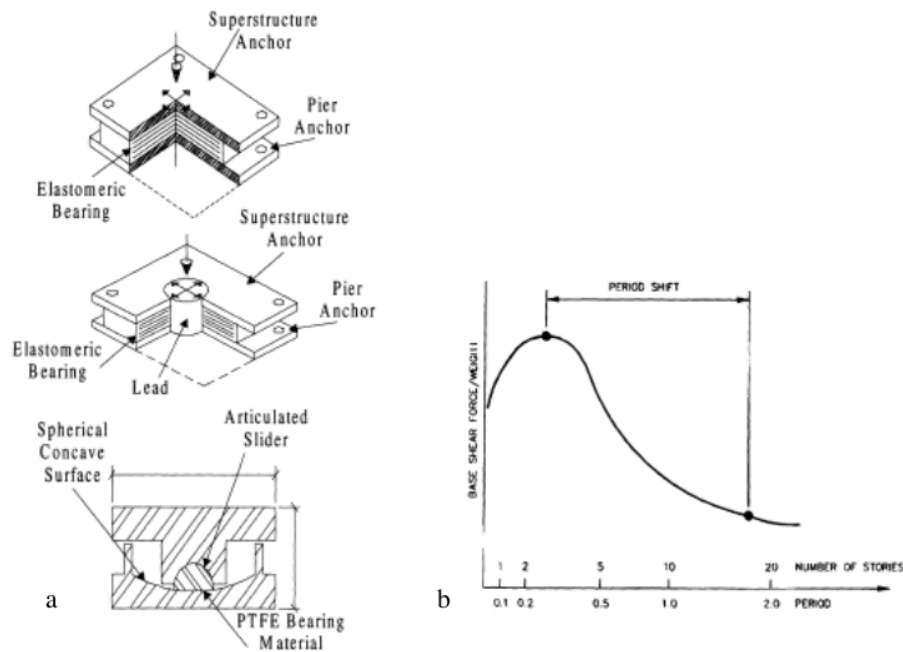 Superstructure
Anchor
Pier
Anchor
Elastomeric
Bearing
Superstructure
Anchor
Pier
Anchor
Elastomeric
Bearing
Lead
Articulated
Slider
Spherical
Concave
Surface
PTFE Bearing
Material
a
PERIOD SHIFT
BASE SHEAR FORCE/WEIGHT
1 2 5 10 20 NUMBER OF STORIES
0.1 0.2 0.5 1.0 2.0 PERIOD
b